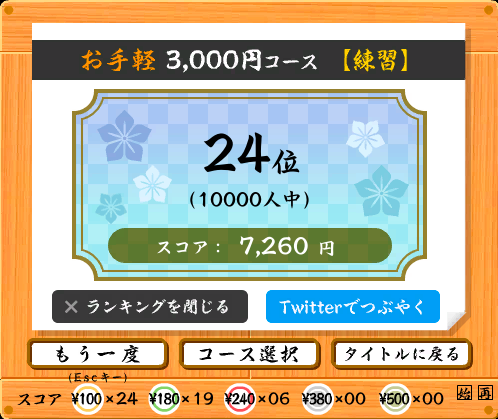 お手軽 3,000円コース 【練習】
24位
(10000人中)
スコア： 7,260 円
× ランキングを閉じる Twitterでつぶやく
もう一度 コース選択 タイトルに戻る
(Escキー)
スコア ¥100×24 ¥180×19 ¥240×06 ¥380×00 ¥500×00 始 再